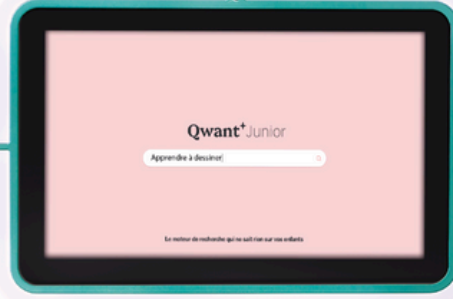 Qwant+Junior
Apprendre à dessiner
Le moteur de recherche qui ne sait rien sur vos enfants